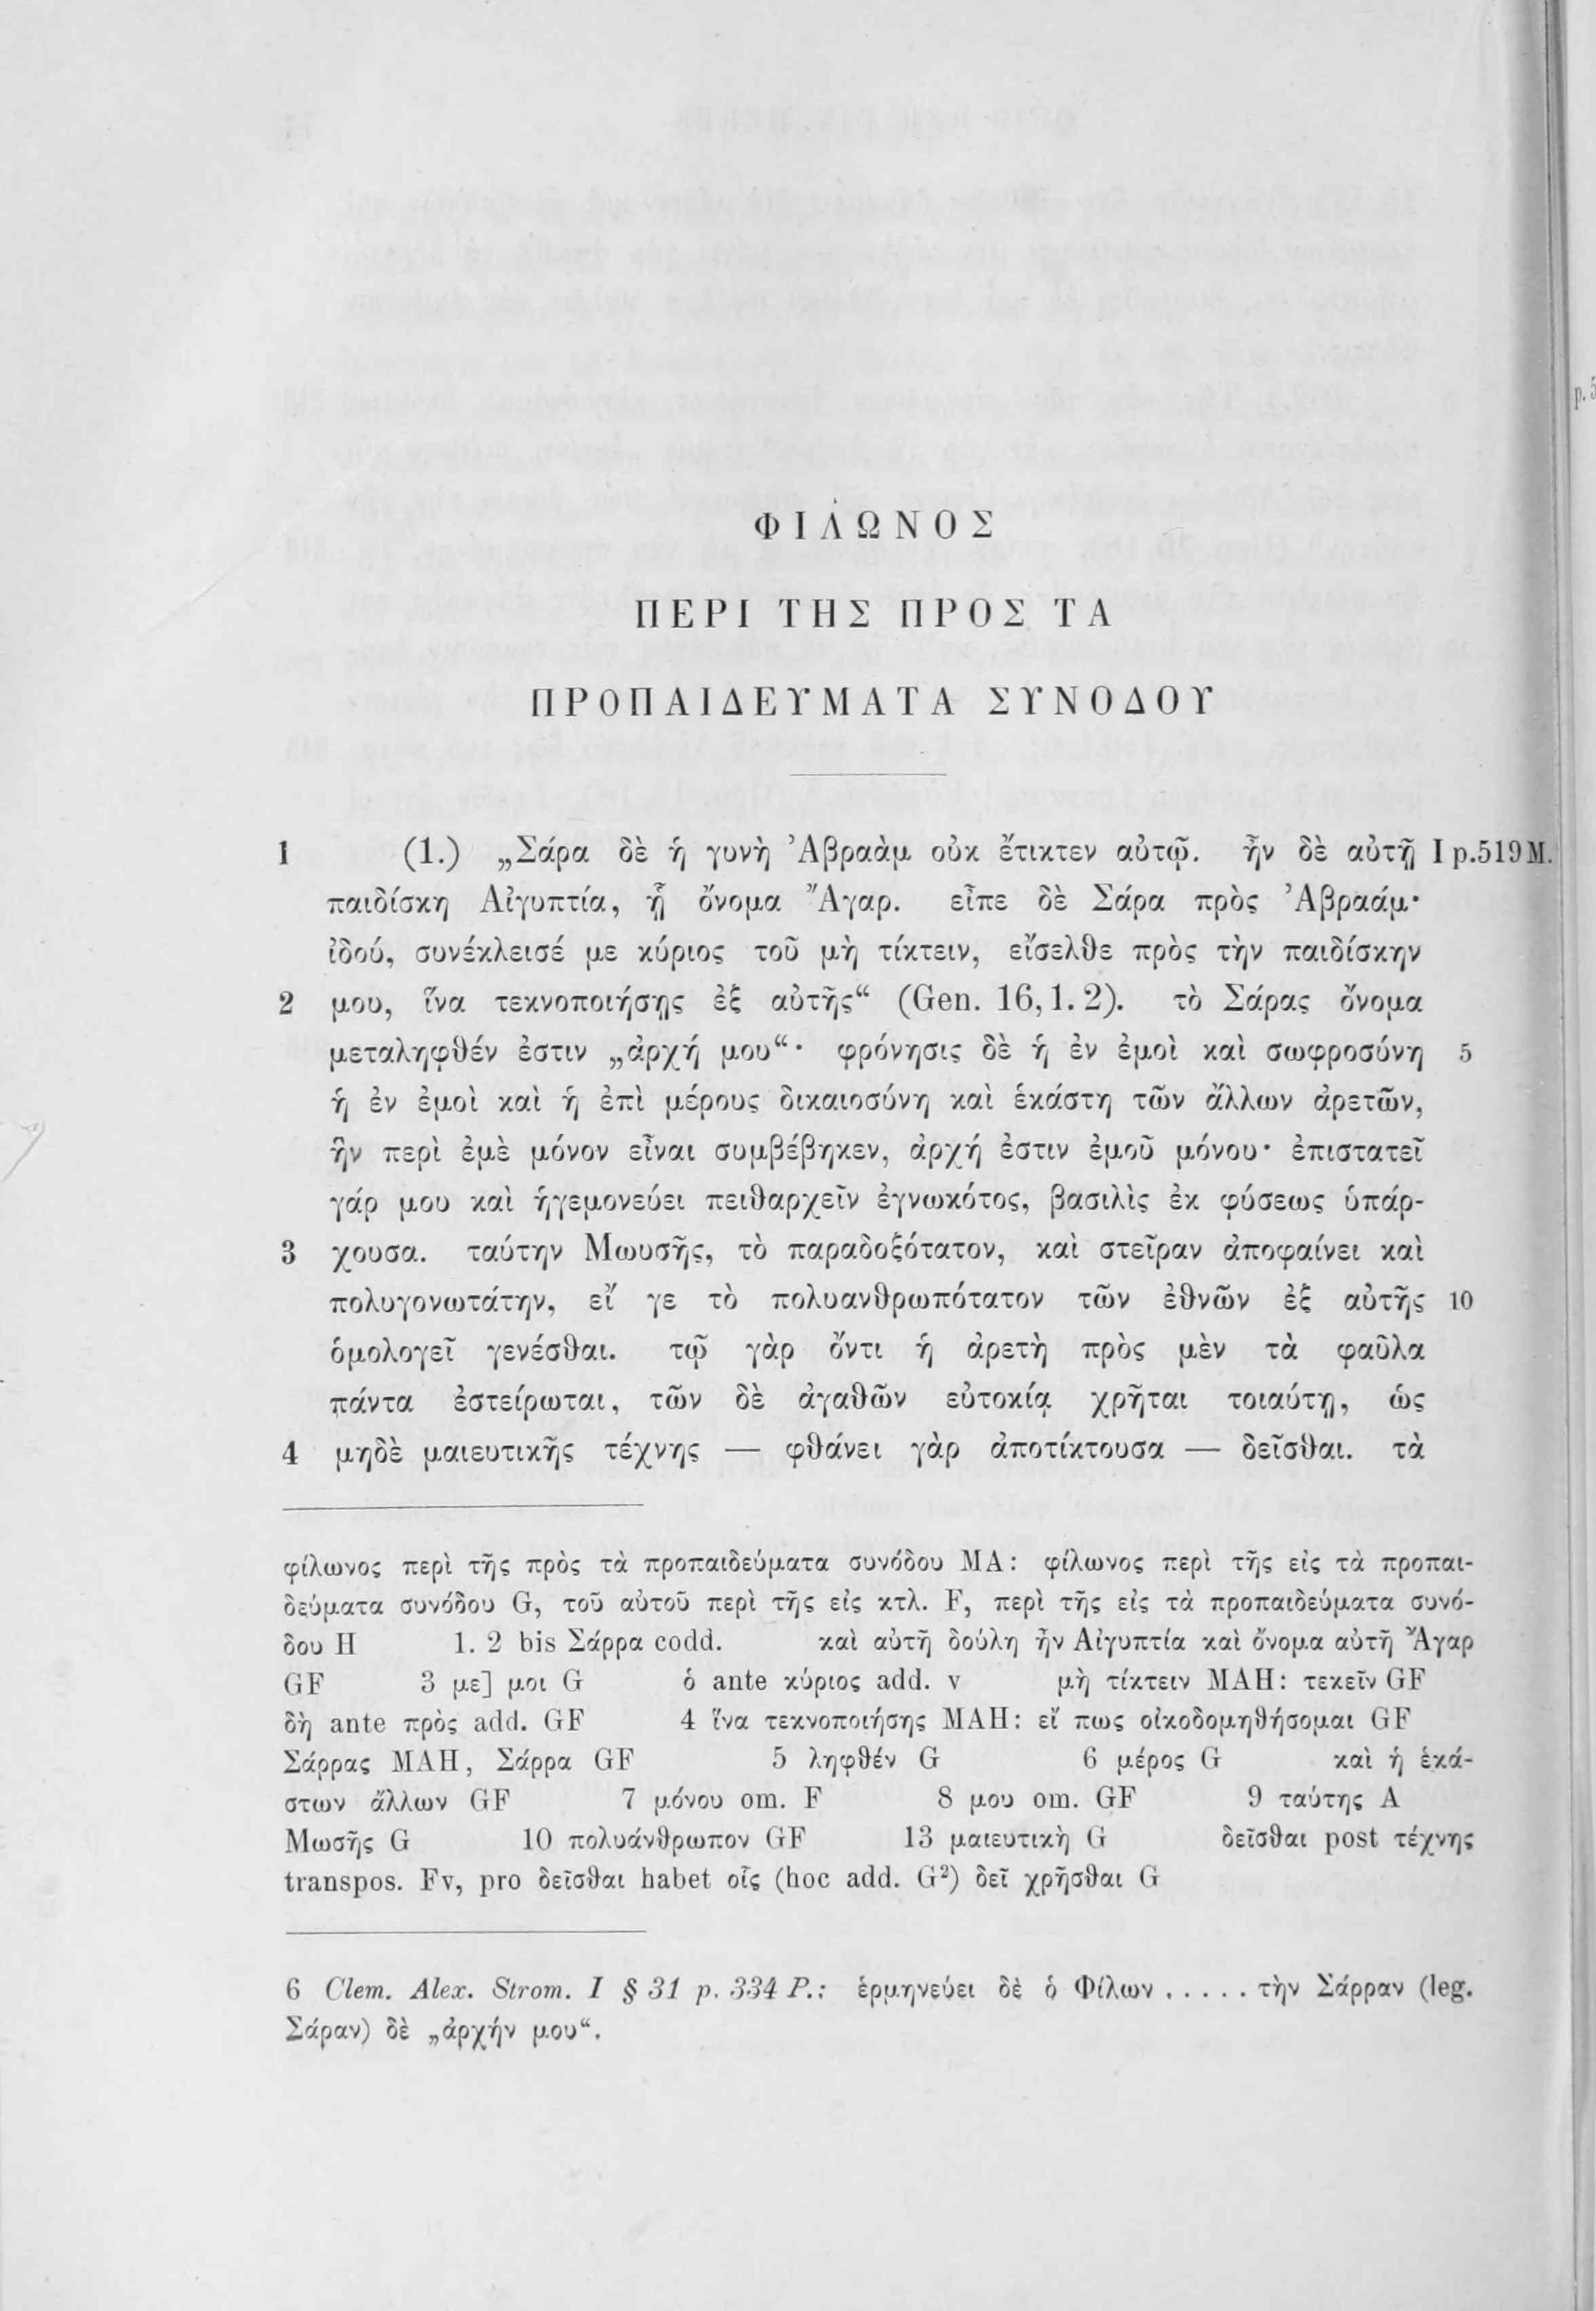 ΦΙΛΩΝΟΣ
ΠΕΡΙ ΤΗΣ ΠΡΟΣ ΤΑ
ΠΡΟΠΑΙΔΕΥΜΑΤΑ ΣΥΝΟΔΟΥ
1 (1.) „Σάρα δὲ ἡ γυνὴ Ἀβραὰμ οὐκ ἔτικτεν αὐτῷ. ἦν δὲ αὐτῇ I p.519 M.
παιδίσκη Αἰγυπτία, ᾗ ὄνομα Ἄγαρ. εἶπε δὲ Σάρα πρὸς Ἀβραάμ·
ἰδού, συνέκλεισέ με κύριος τοῦ μὴ τίκτειν, εἴσελθε πρὸς τὴν παιδίσκην
2 μου, ἵνα τεκνοποιήσῃς ἐξ αὐτῆς“ (Gen. 16,1. 2). τὸ Σάρας ὄνομα
μεταληφθέν ἐστιν „ἀρχή μου“· φρόνησις δὲ ἡ ἐν ἐμοὶ καὶ σωφροσύνη 5
ἡ ἐν ἐμοὶ καὶ ἡ ἐπὶ μέρους δικαιοσύνη καὶ ἑκάστη τῶν ἄλλων ἀρετῶν,
ἣν περὶ ἐμὲ μόνον εἶναι συμβέβηκεν, ἀρχή ἐστιν ἐμοῦ μόνου· ἐπιστατεῖ
γάρ μου καὶ ἡγεμονεύει πειθαρχεῖν ἐγνωκότος, βασιλὶς ἐκ φύσεως ὑπάρ-
3 χουσα. ταύτην Μωυσῆς, τὸ παραδοξότατον, καὶ στεῖραν ἀποφαίνει καὶ
πολυγονωτάτην, εἴ γε τὸ πολυανθρωπότατον τῶν ἐθνῶν ἐξ αὐτῆς 10
ὁμολογεῖ γενέσθαι. τῷ γὰρ ὄντι ἡ ἀρετὴ πρὸς μὲν τὰ φαῦλα
πάντα ἐστείρωται, τῶν δὲ ἀγαθῶν εὐτοκίᾳ χρῆται τοιαύτῃ, ὡς
4 μηδὲ μαιευτικῆς τέχνης — φθάνει γὰρ ἀποτίκτουσα — δεῖσθαι. τὰ
φίλωνος περὶ τῆς πρὸς τὰ προπαιδεύματα συνόδου MA: φίλωνος περὶ τῆς εἰς τὰ προπαι-
δεύματα συνόδου G, τοῦ αὐτοῦ περὶ τῆς εἰς κτλ. F, περὶ τῆς εἰς τὰ προπαιδεύματα συνό-
δου H 1. 2 bis Σάρρα codd. καὶ αὐτῇ δούλη ἦν Αἰγυπτία καὶ ὄνομα αὐτῇ Ἄγαρ
GF 3 με] μοι G ὁ ante κύριος add. v μὴ τίκτειν MAH: τεκεῖν GF
δὴ ante πρὸς add. GF 4 ἵνα τεκνοποιήσης MAH: εἴ πως οἰκοδομηθήσομαι GF
Σάρρας MAH, Σάρρα GF 5 ληφθέν G 6 μέρος G καὶ ἡ ἑκά-
στων ἄλλων GF 7 μόνου om. F 8 μου om. GF 9 ταύτης A
Μωσῆς G 10 πολυάνθρωπον GF 13 μαιευτικὴ G δεῖσθαι post τέχνης
transpos. Fv, pro δεῖσθαι habet οἷς (hoc add. G²) δεῖ χρῆσθαι G
6 Clem. Alex. Strom. I § 31 p. 334 P.: ἑρμηνεύει δὲ ὁ Φίλων . . . . . τὴν Σάρραν (leg.
Σάραν) δὲ „ἀρχήν μου“.